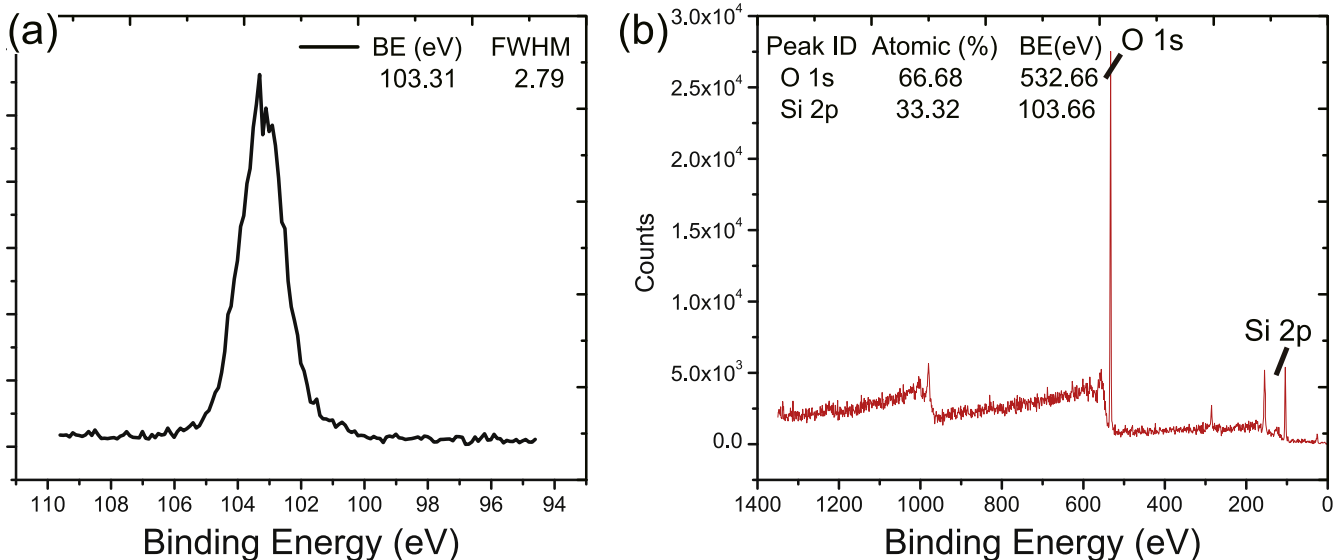 (a)
BE (eV) FWHM
103.31 2.79
110 108 106 104 102 100 98 96 94
Binding Energy (eV)
(b)
Peak ID Atomic (%) BE(eV)
O 1s 66.68 532.66
Si 2p 33.32 103.66
O 1s
Si 2p
Counts
3.0x10⁴
2.5x10⁴
2.0x10⁴
1.5x10⁴
1.0x10⁴
5.0x10³
0.0
1400 1200 1000 800 600 400 200 0
Binding Energy (eV)